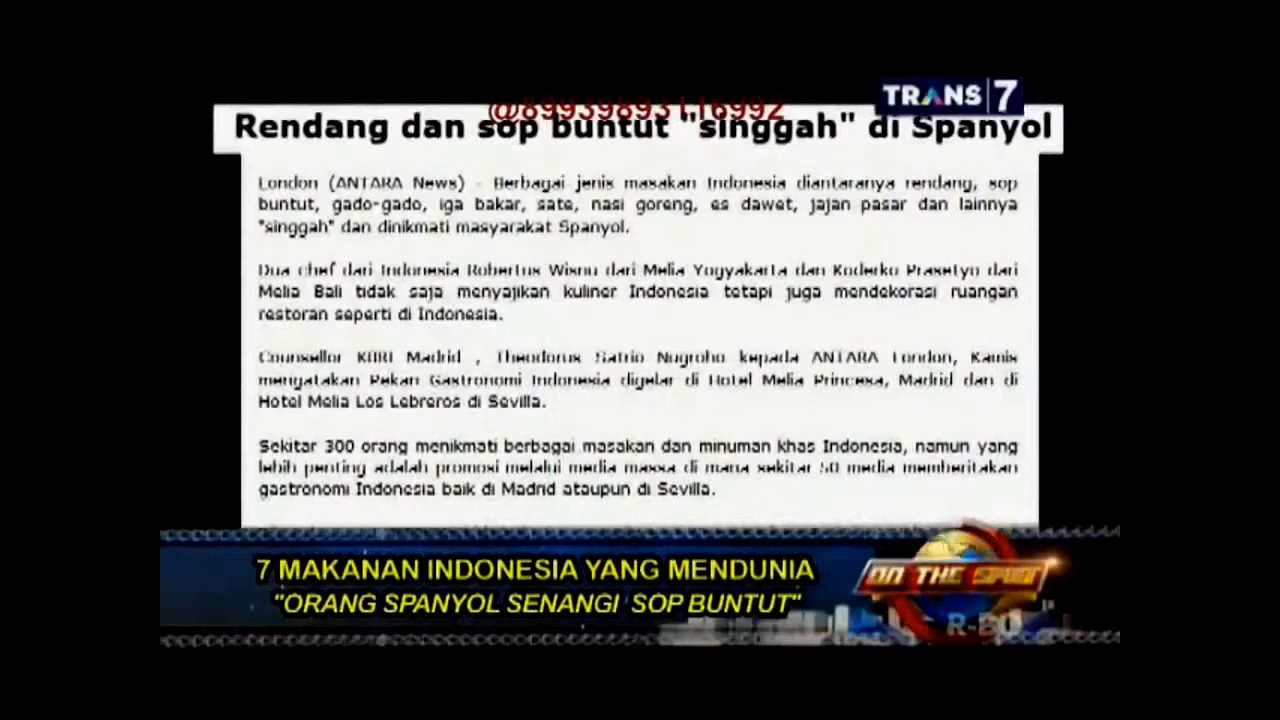 TRANS 7
@89939893116992
Rendang dan sop buntut "singgah" di Spanyol
London (ANTARA News) - Berbagai jenis masakan Indonesia diantaranya rendang, sop
buntut, gado-gado, iga bakar, sate, nasi goreng, es dawet, jajan pasar dan lainnya
"singgah" dan dinikmati masyarakat Spanyol.
Dua chef dari Indonesia Robertus Wisnu dari Melia Yogyakarta dan Koderko Prasetyo dari
Melia Bali tidak saja menyajikan kuliner Indonesia tetapi juga mendekorasi ruangan
restoran seperti di Indonesia.
Counsellor KBRI Madrid , Theodorus Satrio Nugroho kepada ANTARA London, Kamis
mengatakan Pekan Gastronomi Indonesia digelar di Hotel Melia Princesa, Madrid dan di
Hotel Melia Los Lebreros di Sevilla.
Sekitar 300 orang menikmati berbagai masakan dan minuman khas Indonesia, namun yang
lebih penting adalah promosi melalui media massa di mana sekitar 50 media memberitakan
gastronomi Indonesia baik di Madrid ataupun di Sevilla.
7 MAKANAN INDONESIA YANG MENDUNIA
"ORANG SPANYOL SENANGI SOP BUNTUT"
ON THE SPOT